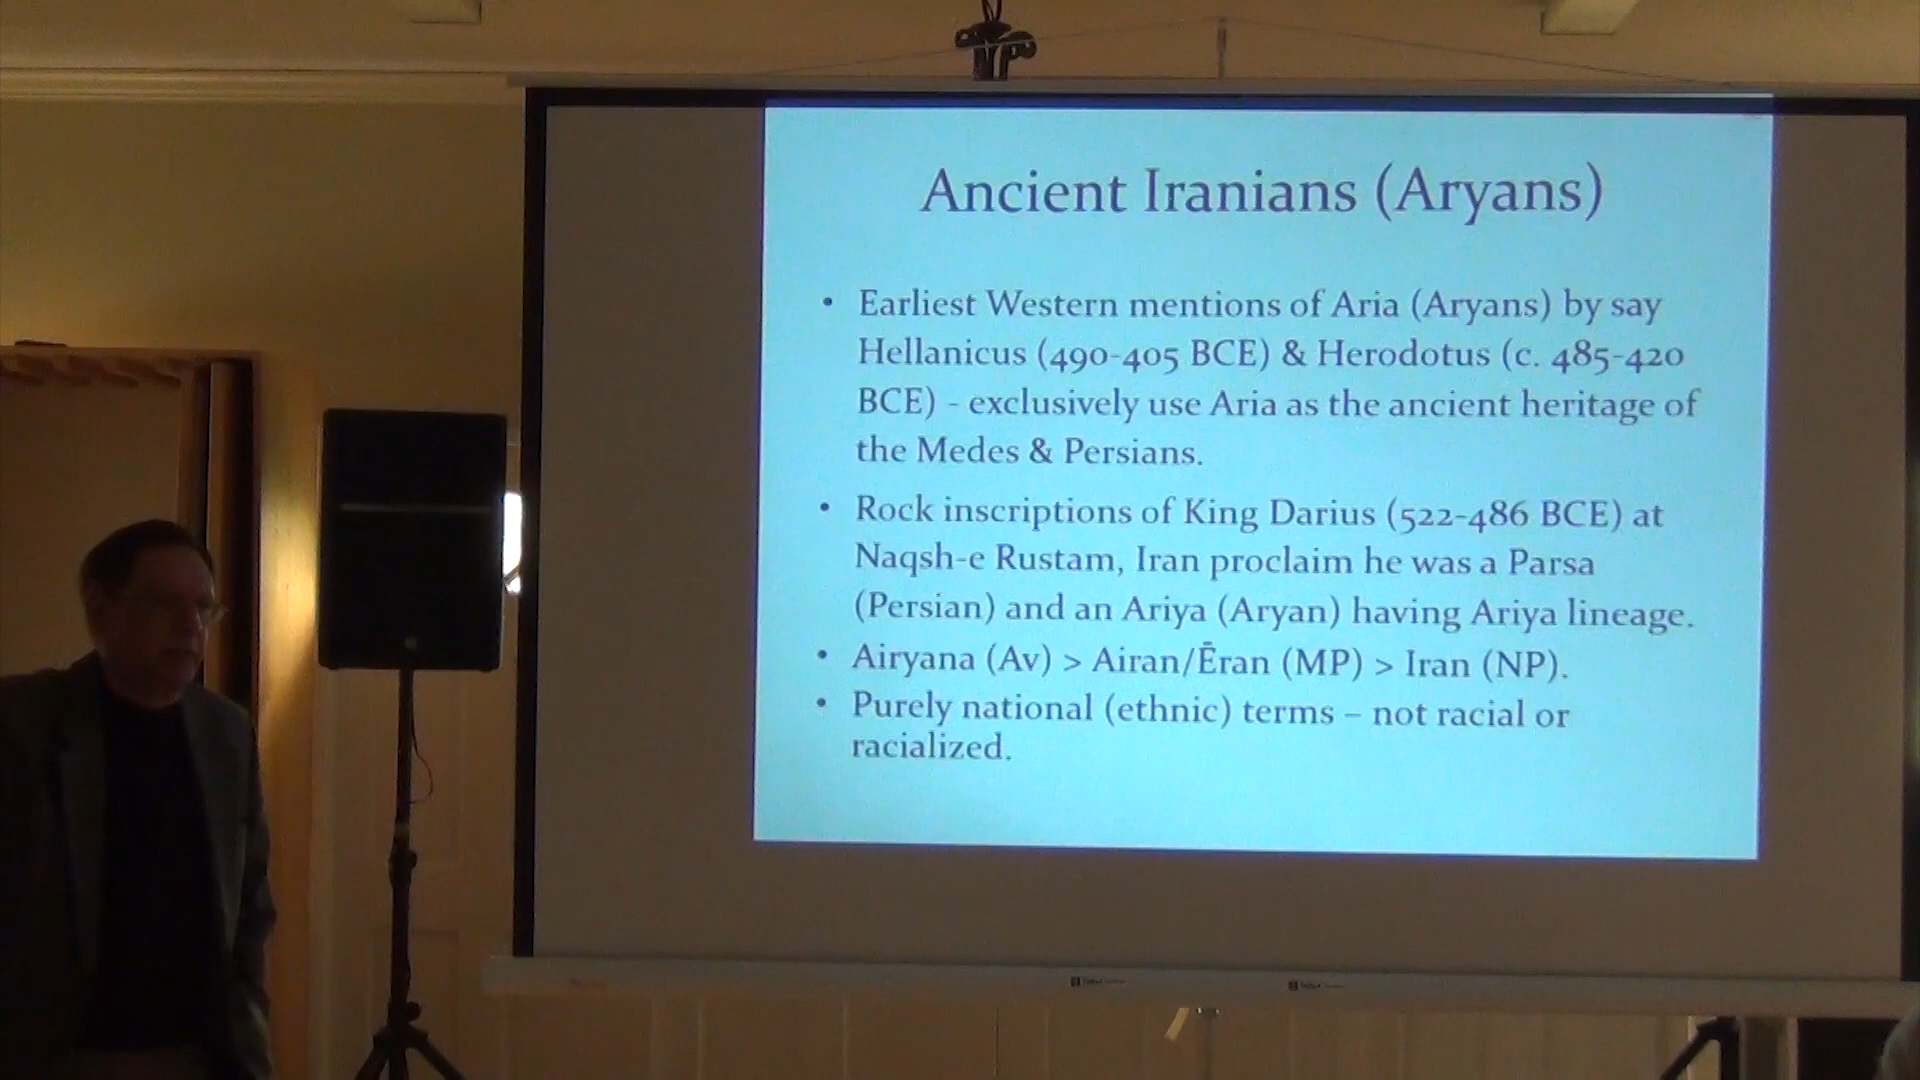 Ancient Iranians (Aryans)
• Earliest Western mentions of Aria (Aryans) by say
Hellanicus (490-405 BCE) & Herodotus (c. 485-420
BCE) - exclusively use Aria as the ancient heritage of
the Medes & Persians.
• Rock inscriptions of King Darius (522-486 BCE) at
Naqsh-e Rustam, Iran proclaim he was a Parsa
(Persian) and an Ariya (Aryan) having Ariya lineage.
• Airyana (Av) > Airan/Ēran (MP) > Iran (NP).
• Purely national (ethnic) terms – not racial or
racialized.